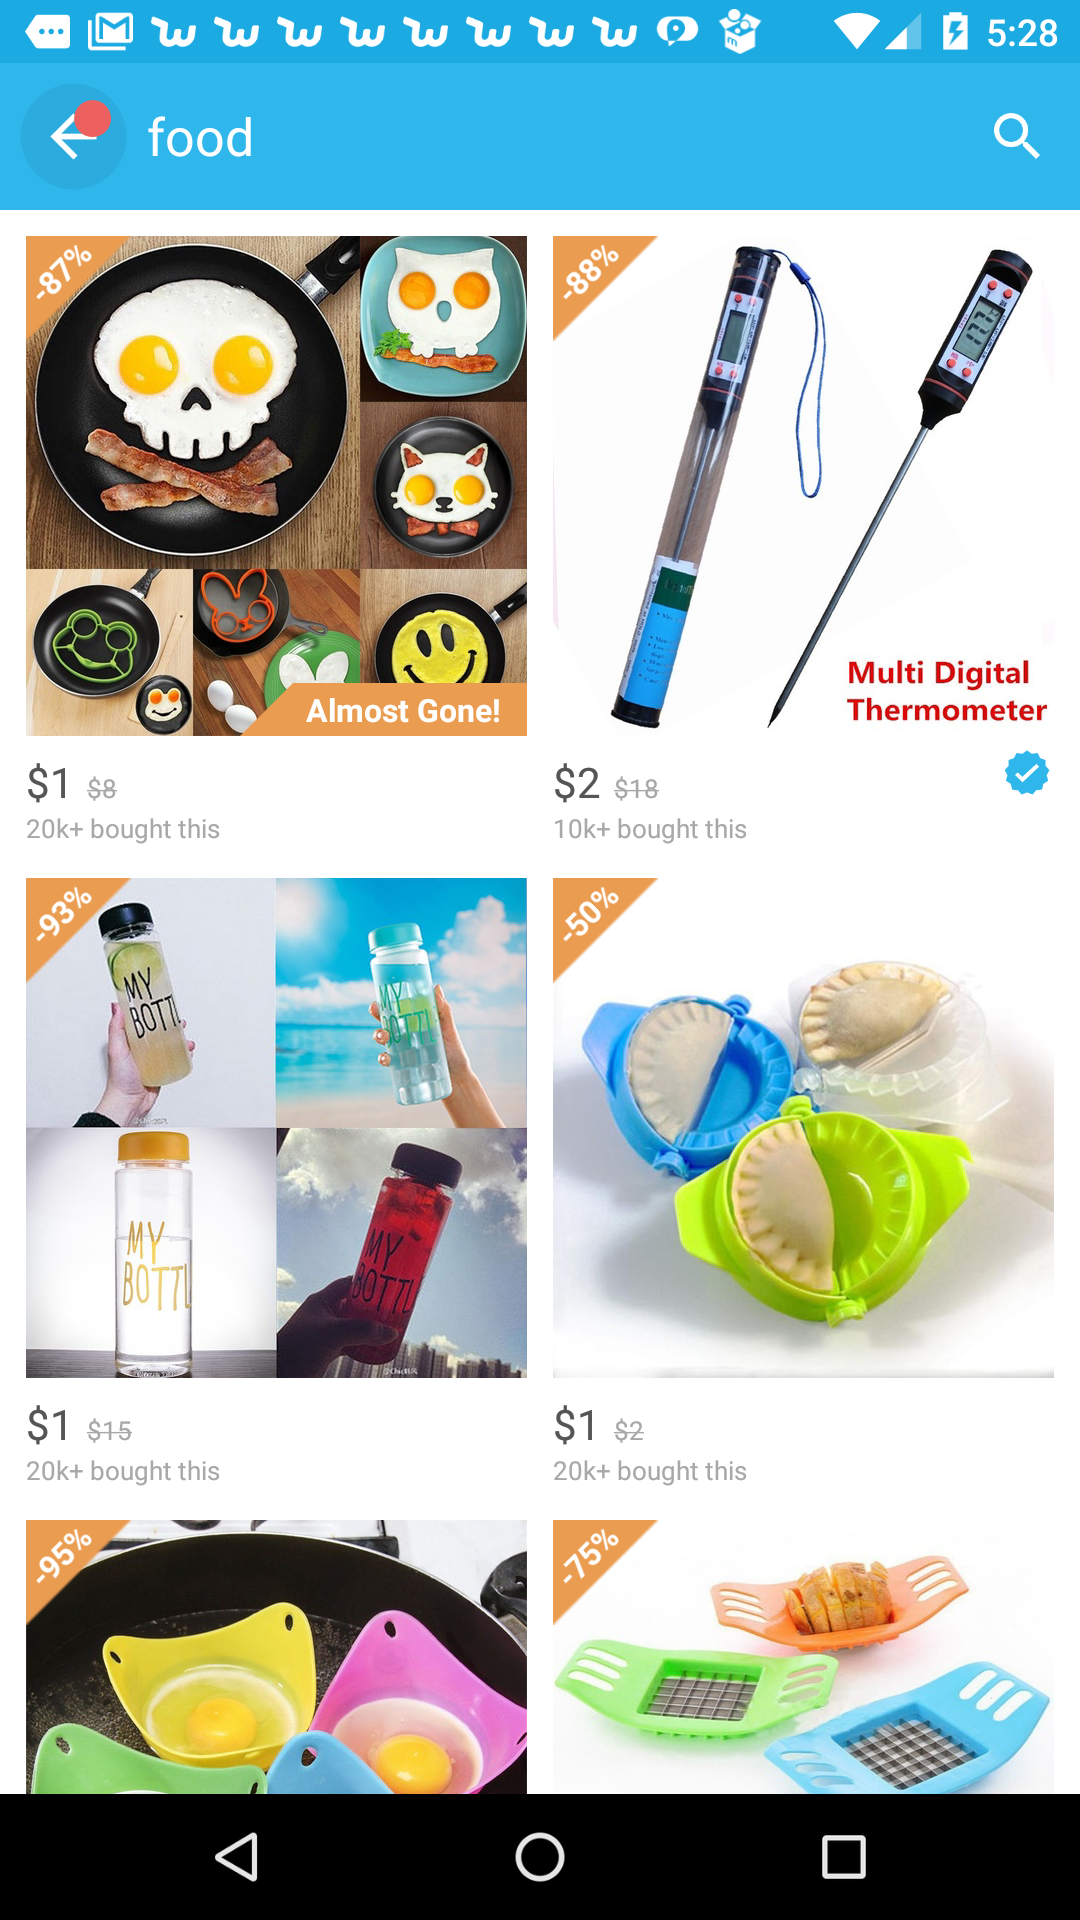 5:28
food
-87%
-88%
Almost Gone!
Multi Digital
Thermometer
$1 $8
20k+ bought this
$2 $18
10k+ bought this
-93%
MY
BOTTL
MY
BOTTL
MY
BOTTL
MY
BOTTL
-50%
$1 $15
20k+ bought this
$1 $2
20k+ bought this
-95%
-75%